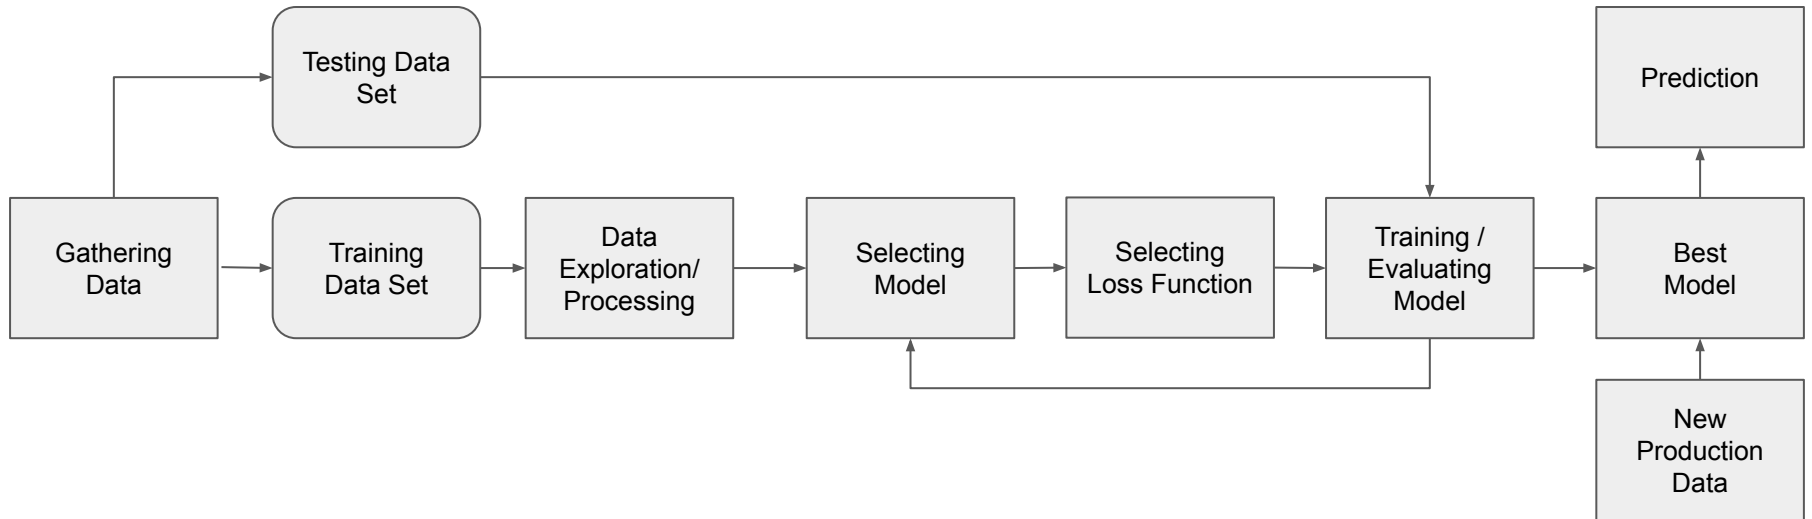 Testing Data
Set
Prediction
Gathering
Data
Training
Data Set
Data
Exploration/
Processing
Selecting
Model
Selecting
Loss Function
Training /
Evaluating
Model
Best
Model
New
Production
Data